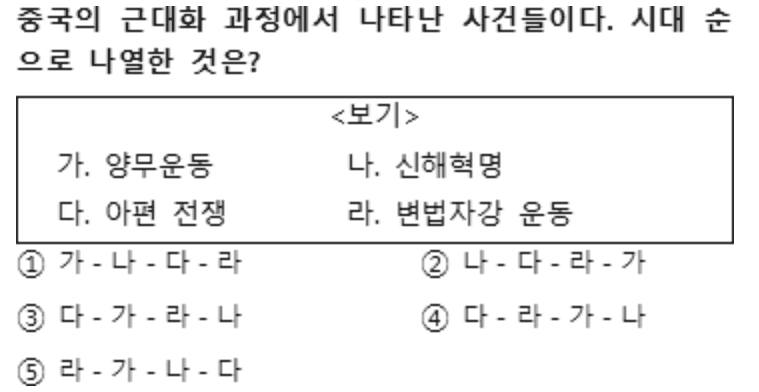 중국의 근대화 과정에서 나타난 사건들이다. 시대 순
으로 나열한 것은?
<보기>
가. 양무운동 나. 신해혁명
다. 아편 전쟁 라. 변법자강 운동
① 가 - 나 - 다 - 라 ② 나 - 다 - 라 - 가
③ 다 - 가 - 라 - 나 ④ 다 - 라 - 가 - 나
⑤ 라 - 가 - 나 - 다